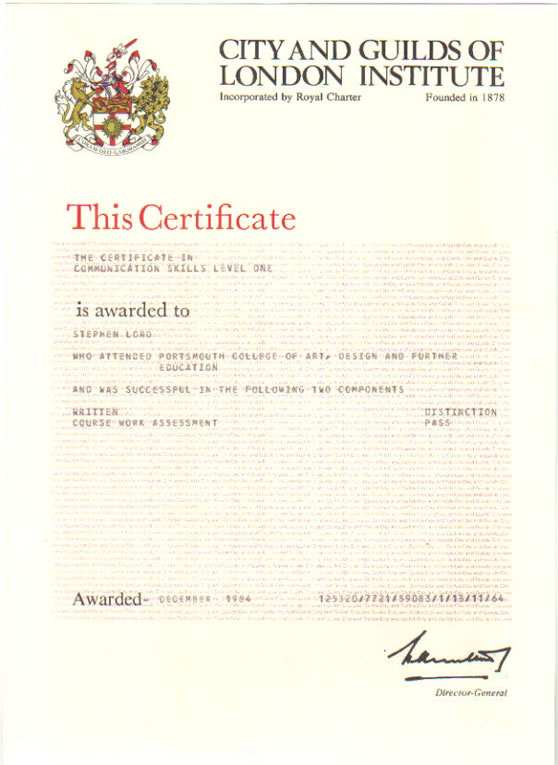 CITY AND GUILDS OF
LONDON INSTITUTE
Incorporated by Royal Charter Founded in 1878
This Certificate
THE CERTIFICATE IN
COMMUNICATION SKILLS LEVEL ONE
is awarded to
STEPHEN LORD
WHO ATTENDED PORTSMOUTH COLLEGE OF ART, DESIGN AND FURTHER
EDUCATION
AND WAS SUCCESSFUL IN THE FOLLOWING TWO COMPONENTS
WRITTEN DISTINCTION
COURSE WORK ASSESSMENT PASS
Awarded- DECEMBER 1984
Director-General